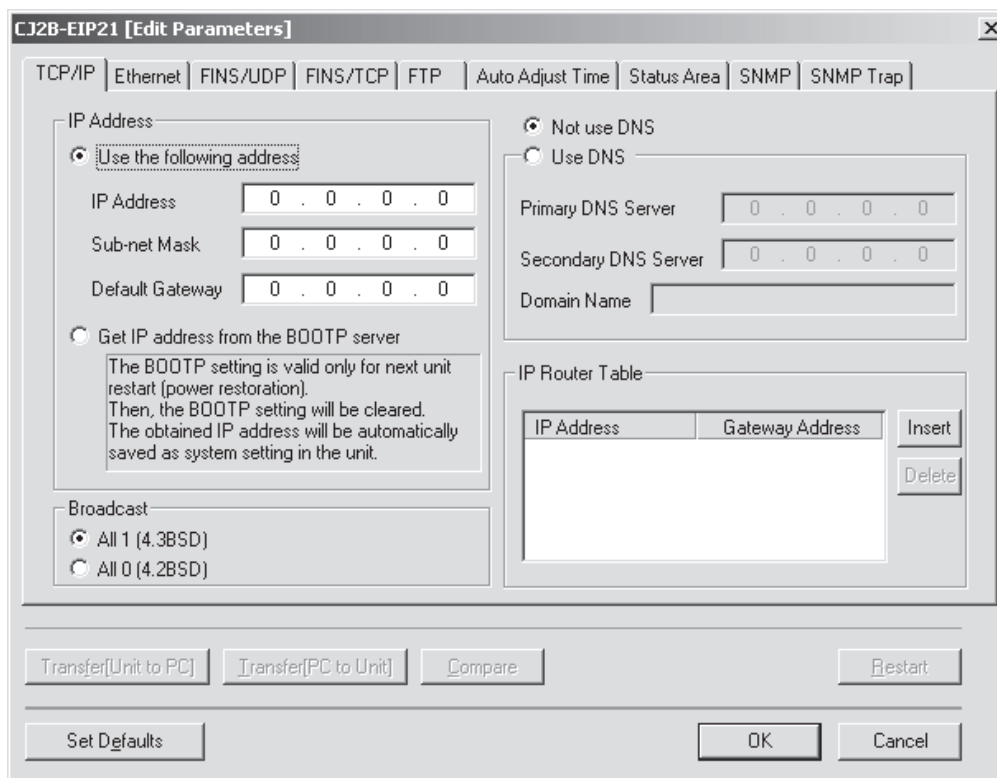 CJ2B-EIP21 [Edit Parameters]
TCP/IP Ethernet FINS/UDP FINS/TCP FTP Auto Adjust Time Status Area SNMP SNMP Trap
IP Address
Use the following address
IP Address 0 . 0 . 0 . 0
Sub-net Mask 0 . 0 . 0 . 0
Default Gateway 0 . 0 . 0 . 0
Get IP address from the BOOTP server
The BOOTP setting is valid only for next unit
restart (power restoration).
Then, the BOOTP setting will be cleared.
The obtained IP address will be automatically
saved as system setting in the unit.
Broadcast
All 1 (4.3BSD)
All 0 (4.2BSD)
Not use DNS
Use DNS
Primary DNS Server 0 . 0 . 0 . 0
Secondary DNS Server 0 . 0 . 0 . 0
Domain Name
IP Router Table
IP Address Gateway Address
Insert
Delete
Transfer[Unit to PC] Transfer[PC to Unit] Compare Restart
Set Defaults OK Cancel